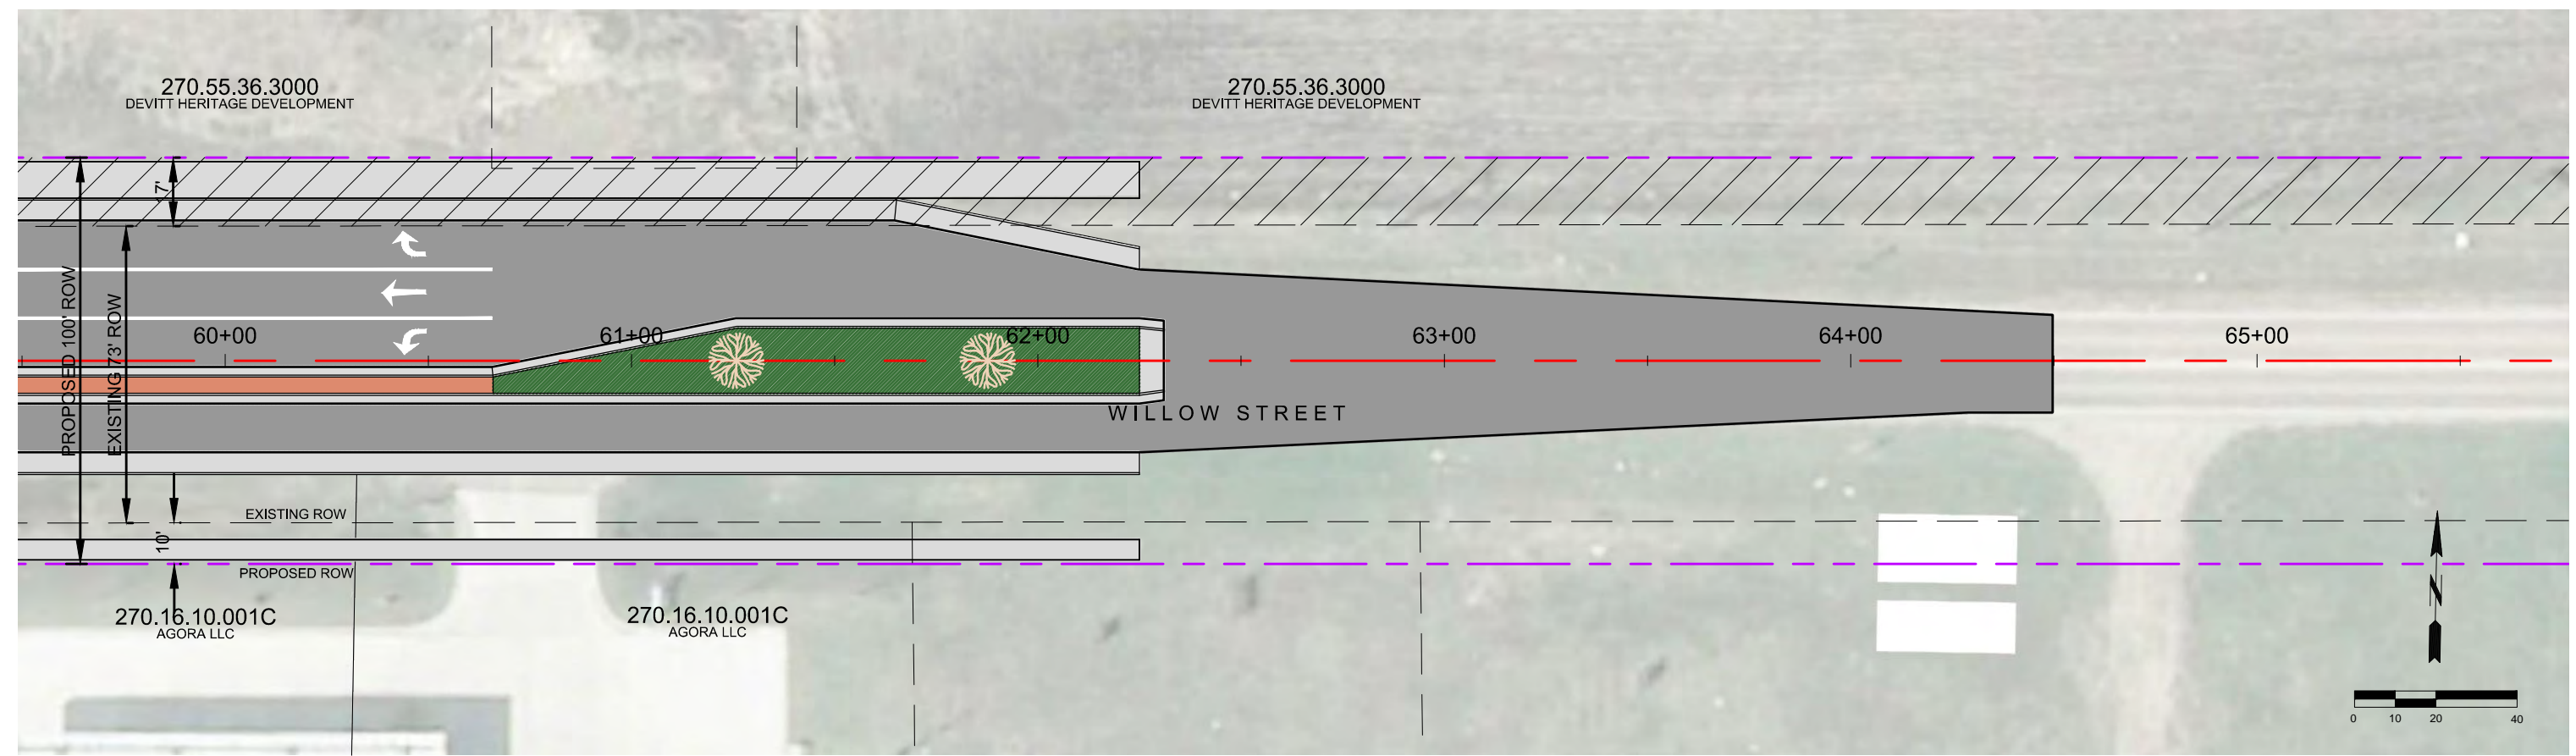 270.55.36.3000
DEVITT HERITAGE DEVELOPMENT
270.55.36.3000
DEVITT HERITAGE DEVELOPMENT
PROPOSED 100' ROW
EXISTING 73' ROW
60+00
61+00
62+00
63+00
64+00
65+00
WILLOW STREET
EXISTING ROW
10'
PROPOSED ROW
270.16.10.001C
AGORA LLC
270.16.10.001C
AGORA LLC
N
0 10 20 40